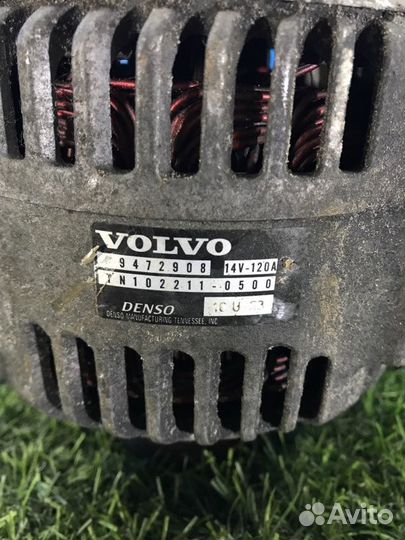 VOLVO
9472908 14V-120A
TN102211-0500
DENSO
DENSO MANUFACTURING TENNESSEE, INC
Avito